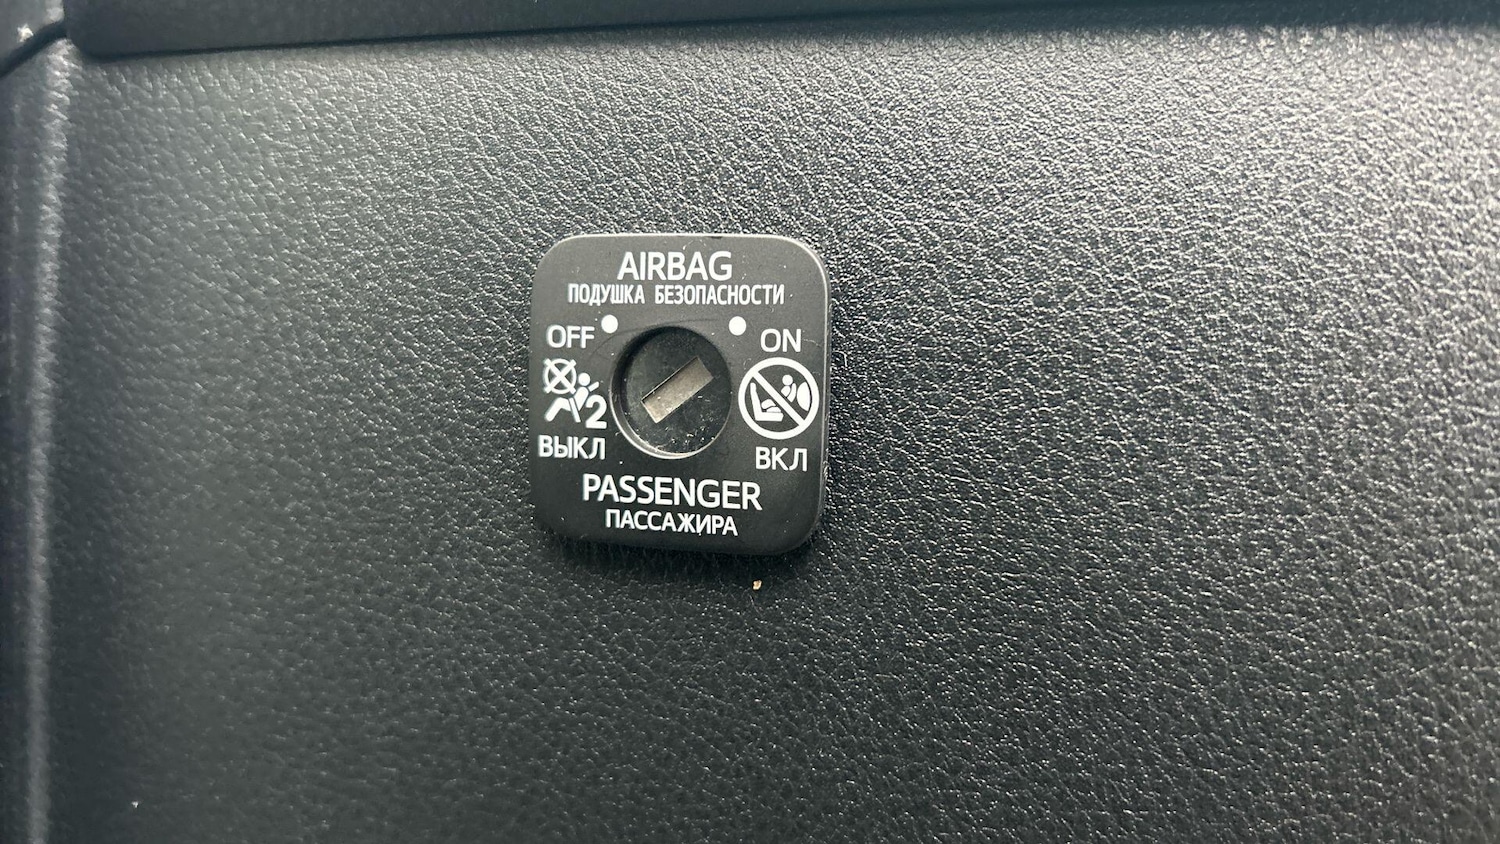 AIRBAG
ПОДУШКА БЕЗОПАСНОСТИ
OFF
ON
2
ВЫКЛ
ВКЛ
PASSENGER
ПАССАЖИРА